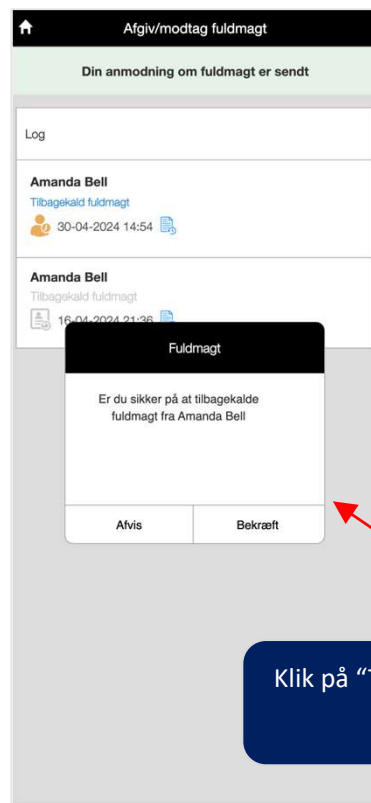 Afgiv/modtag fuldmagt
Din anmodning om fuldmagt er sendt
Log
Amanda Bell
Tilbagekald fuldmagt
30-04-2024 14:54
Amanda Bell
Tilbagekald fuldmagt
16-04-2024 21:36
Fuldmagt
Er du sikker på at tilbagekalde
fuldmagt fra Amanda Bell
Afvis
Bekræft
Klik på “